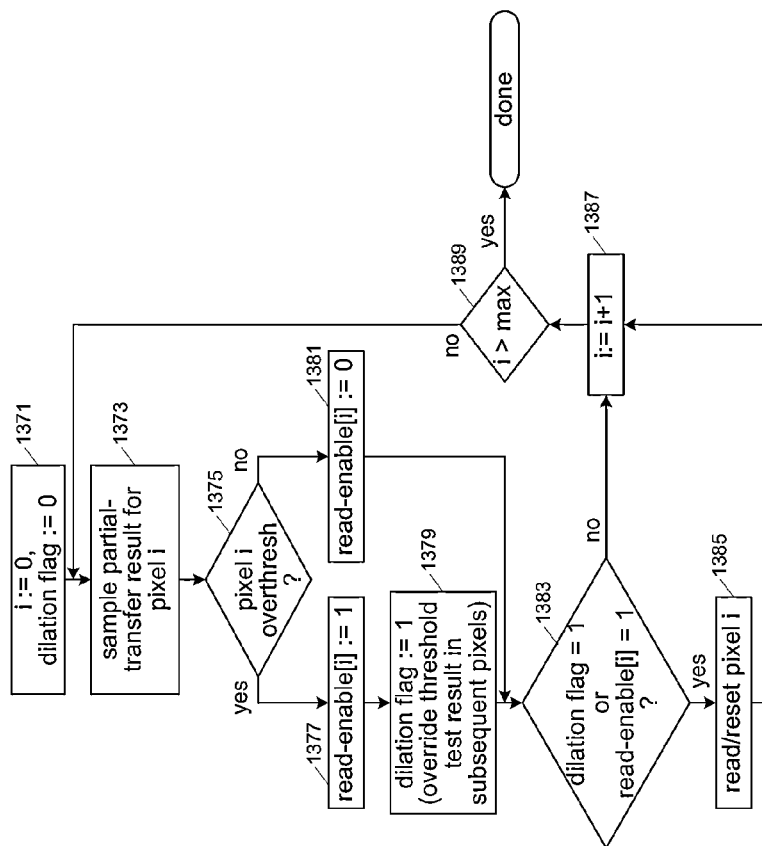 i := 0,
dilation flag := 0
1371
sample partial-
transfer result for
pixel i
1373
pixel i
overthresh
?
1375
yes
no
read-enable[i] := 1
1377
read-enable[i] := 0
1381
dilation flag := 1
(override threshold
test result in
subsequent pixels)
1379
dilation flag = 1
or
read-enable[i] = 1
?
1383
yes
no
read/reset pixel i
1385
i:= i+1
1387
i > max
1389
no
yes
done